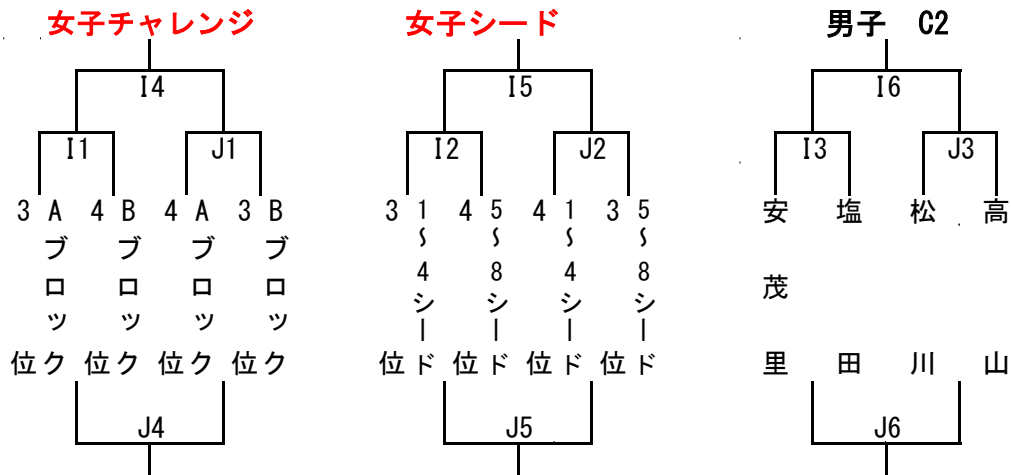 女子チャレンジ
I4
I1
J1
Aブロック
3位
Bブロック
4位
Aブロック
4位
Bブロック
3位
J4
女子シード
I5
I2
J2
1~4シード
3位
5~8シード
4位
1~4シード
4位
5~8シード
3位
J5
男子 C2
I6
I3
J3
安茂里
塩田
松川
高山
J6